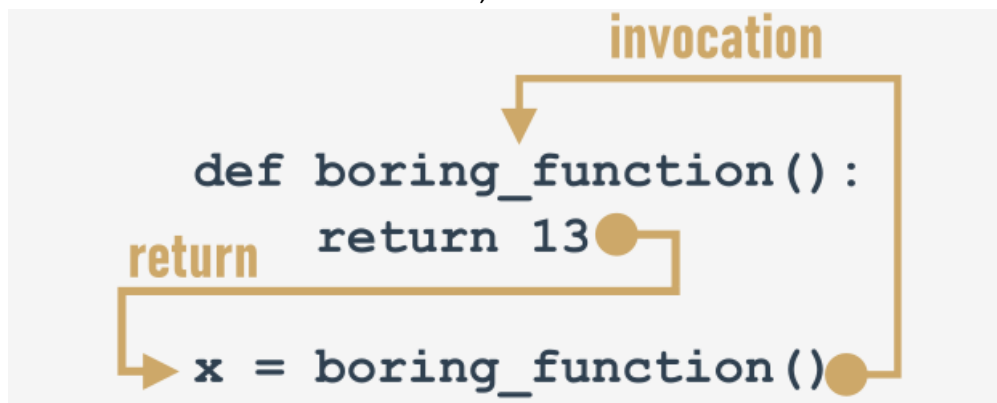 invocation
def boring_function():
return 13
return
x = boring_function()